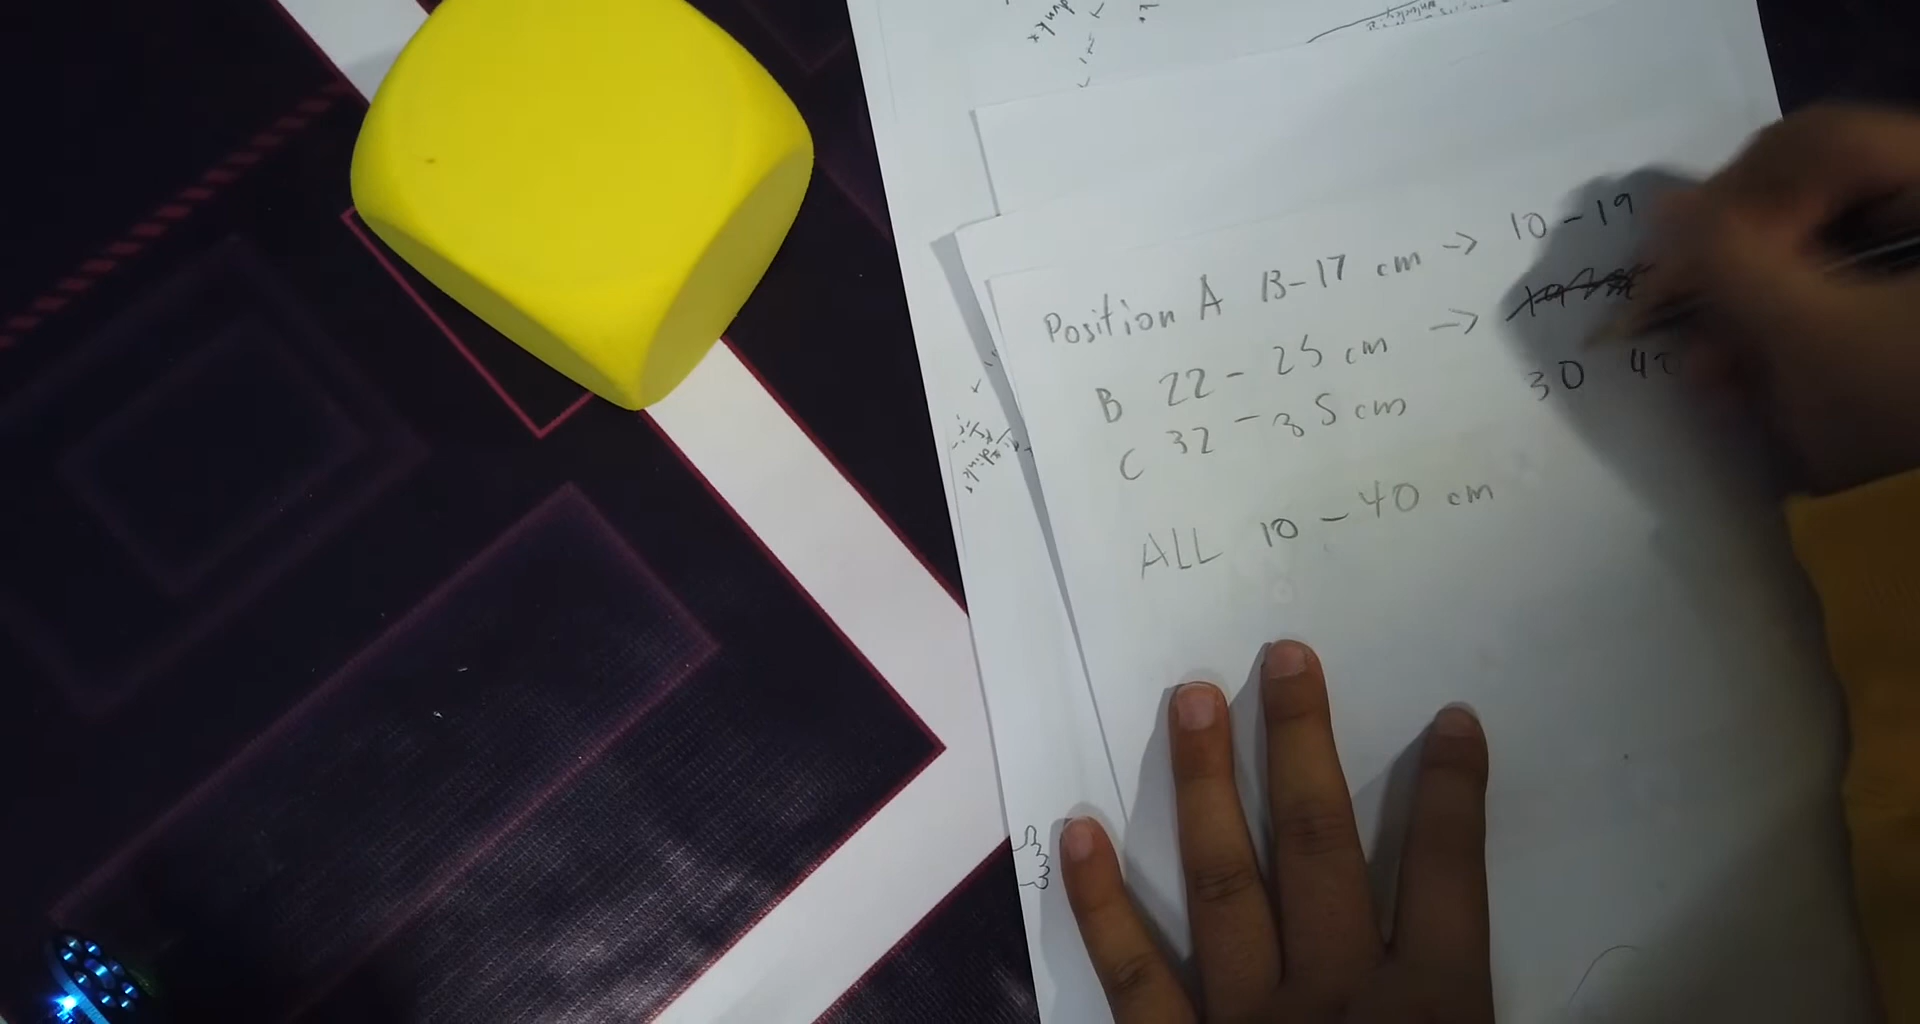 Position A 13-17 cm -> 10-19
B 22-25 cm ->
C 32-35 cm 30
ALL 10-40 cm